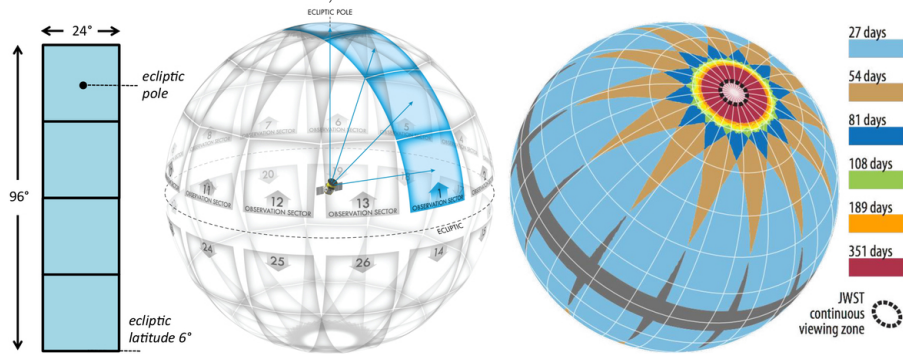 24°
96°
ecliptic
pole
ecliptic
latitude 6°
ECLIPTIC POLE
7
6
5
20
19
11
OBSERVATION SECTOR
12
OBSERVATION SECTOR
13
OBSERVATION SECTOR
1
OBSERVATION SECTOR
ECLIPTIC
24
25
26
14
27 days
54 days
81 days
108 days
189 days
351 days
JWST
continuous
viewing zone